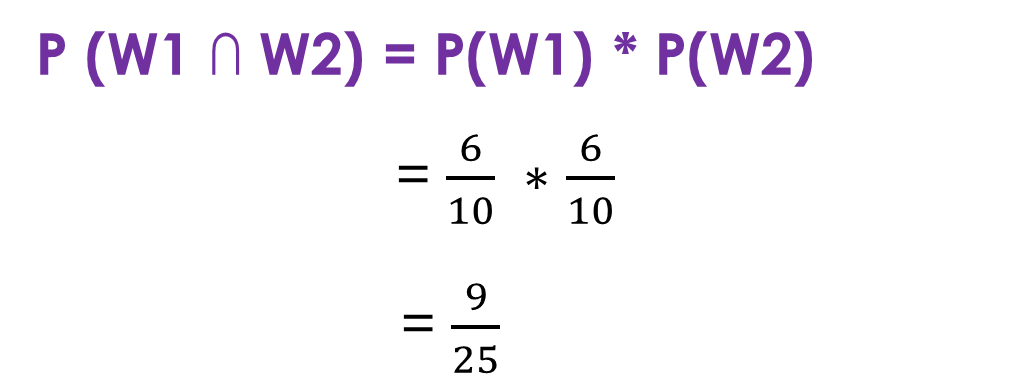 P (W1 ∩ W2) = P(W1) * P(W2)
= 6/10 * 6/10
= 9/25